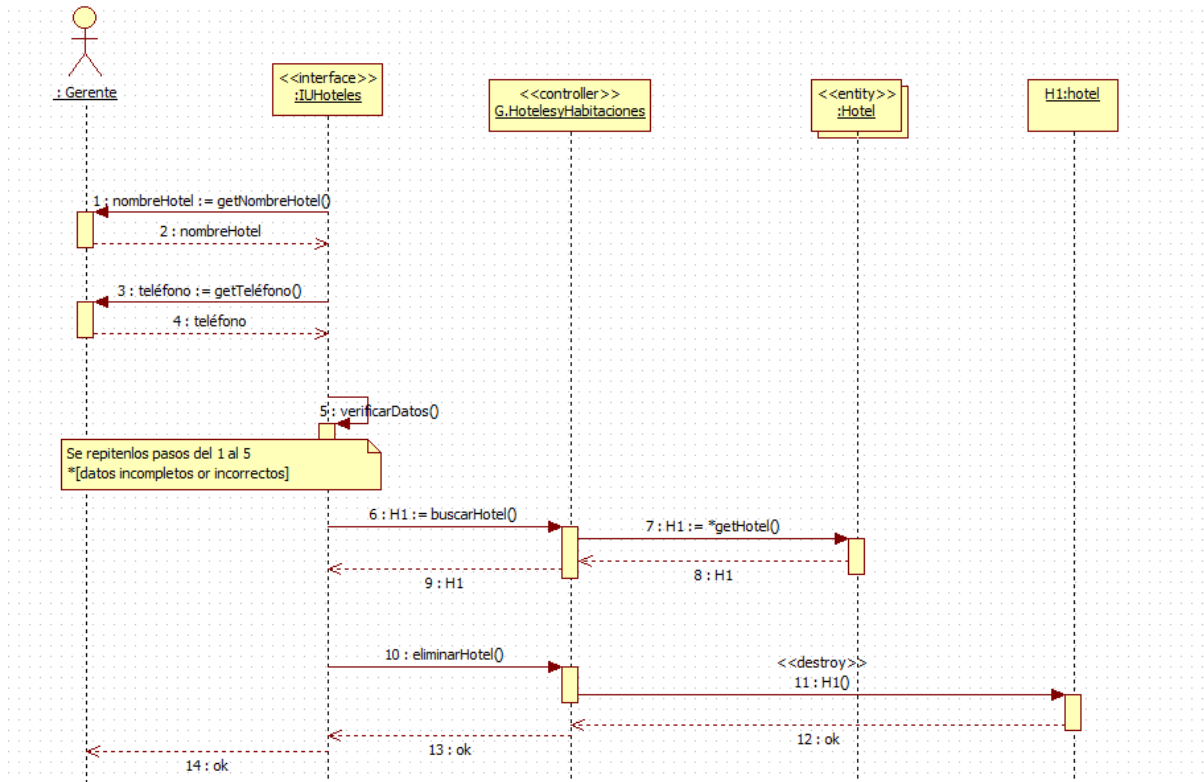 : Gerente
<<interface>>
:IUHoteles
<<controller>>
G.HotelesyHabitaciones
<<entity>>
:Hotel
H1:hotel
1 : nombreHotel := getNombreHotel()
2 : nombreHotel
3 : teléfono := getTeléfono()
4 : teléfono
5 : verificarDatos()
Se repitenlos pasos del 1 al 5
*[datos incompletos or incorrectos]
6 : H1 := buscarHotel()
7 : H1 := *getHotel()
8 : H1
9 : H1
10 : eliminarHotel()
<<destroy>>
11 : H1()
12 : ok
13 : ok
14 : ok